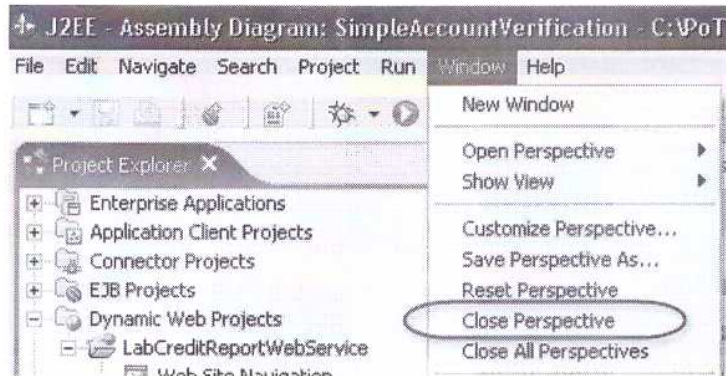 J2EE - Assembly Diagram: SimpleAccountVerification - C:\PoT
File Edit Navigate Search Project Run Window Help
New Window
Open Perspective
Show View
Customize Perspective...
Save Perspective As...
Reset Perspective
Close Perspective
Close All Perspectives
Project Explorer
Enterprise Applications
Application Client Projects
Connector Projects
EJB Projects
Dynamic Web Projects
LabCreditReportWebService
Web Site Navigation